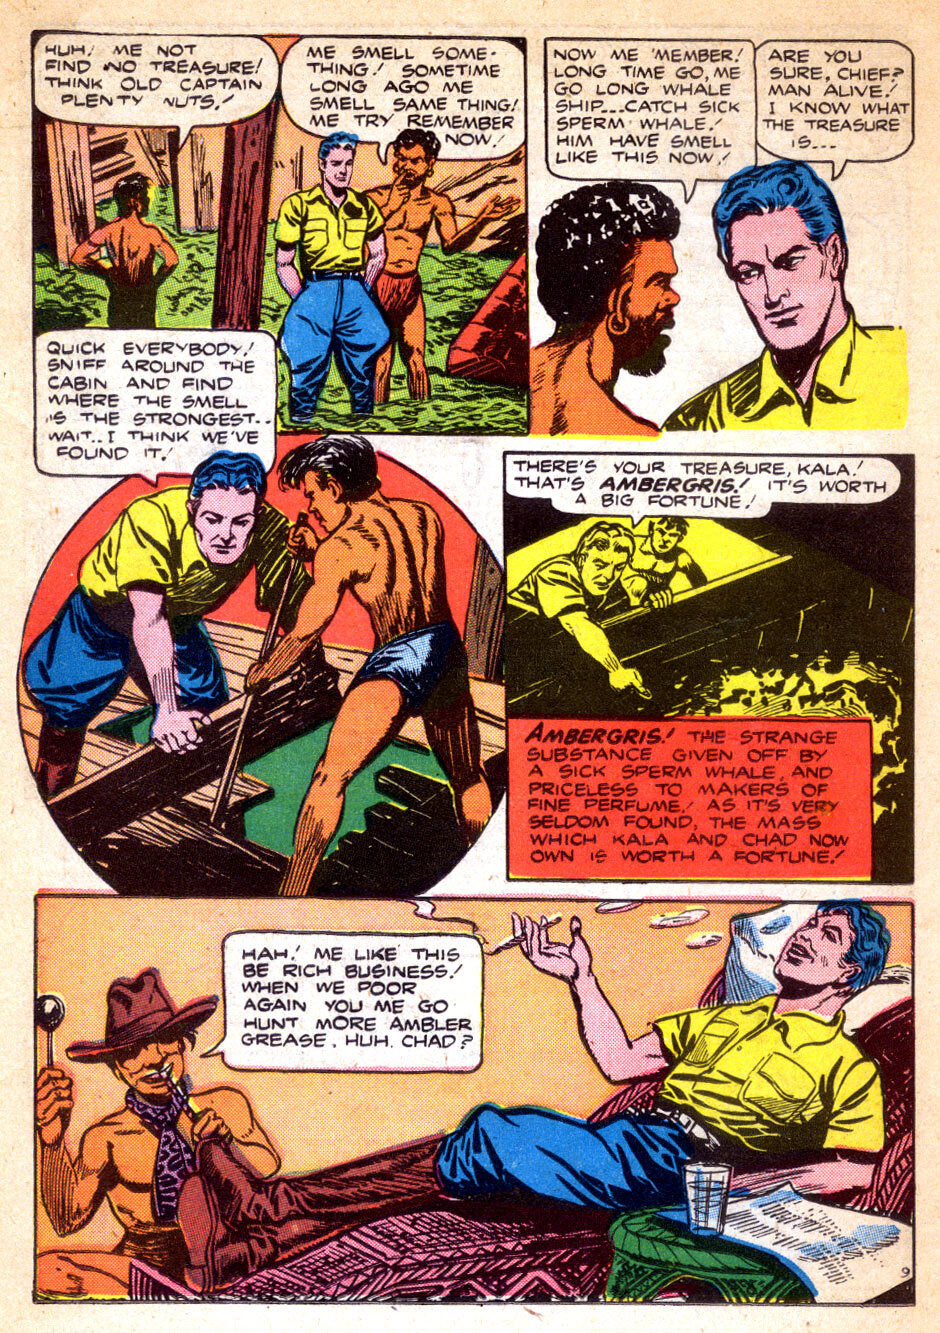 HUH! ME NOT
FIND NO TREASURE!
THINK OLD CAPTAIN
PLENTY NUTS!
ME SMELL SOME-
THING! SOMETIME
LONG AGO ME
SMELL SAME THING!
ME TRY REMEMBER
NOW!
NOW ME 'MEMBER!
LONG TIME GO, ME
GO LONG WHALE
SHIP...CATCH SICK
SPERM WHALE!
HIM HAVE SMELL
LIKE THIS NOW!
ARE YOU
SURE, CHIEF?
MAN ALIVE!
I KNOW WHAT
THE TREASURE
IS...
QUICK EVERYBODY!
SNIFF AROUND THE
CABIN AND FIND
WHERE THE SMELL
IS THE STRONGEST..
WAIT..I THINK WE'VE
FOUND IT!
THERE'S YOUR TREASURE, KALA!
THAT'S AMBERGRIS! IT'S WORTH
A BIG FORTUNE!
AMBERGRIS! THE STRANGE
SUBSTANCE GIVEN OFF BY
A SICK SPERM WHALE, AND
PRICELESS TO MAKERS OF
FINE PERFUME! AS IT'S VERY
SELDOM FOUND, THE MASS
WHICH KALA AND CHAD NOW
OWN IS WORTH A FORTUNE!
HAH! ME LIKE THIS
BE RICH BUSINESS!
WHEN WE POOR
AGAIN YOU ME GO
HUNT MORE AMBLER
GREASE, HUH, CHAD?
9